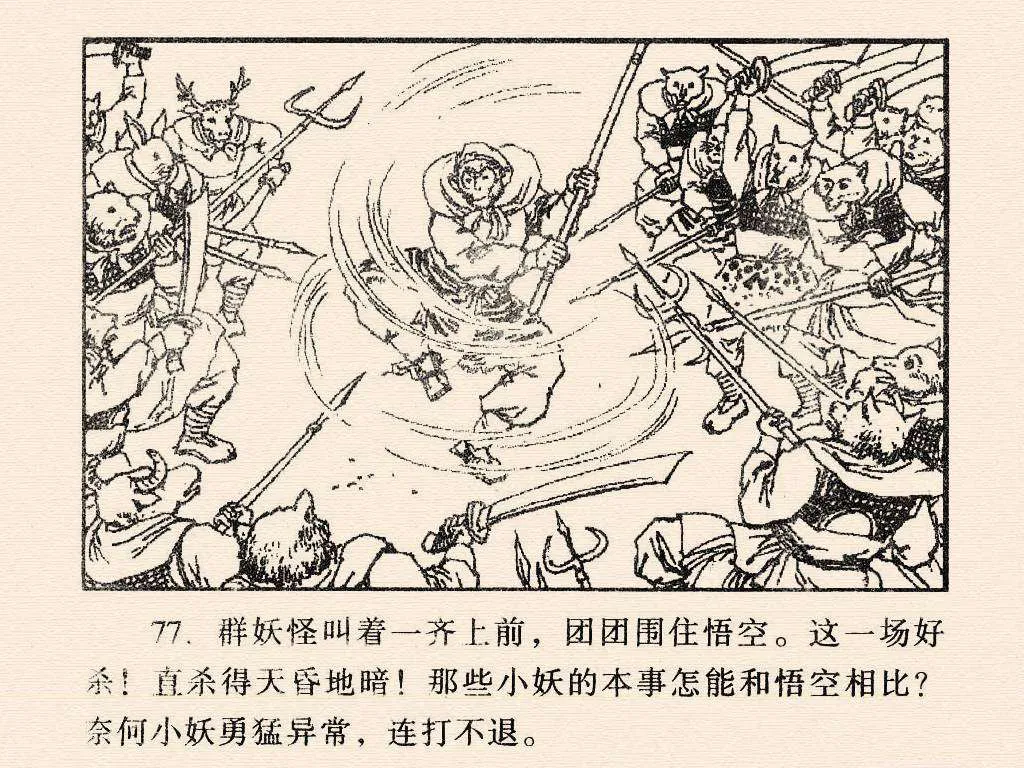 77. 群妖怪叫着一齐上前，团团围住悟空。这一场好
杀！直杀得天昏地暗！那些小妖的本事怎能和悟空相比？
奈何小妖勇猛异常，连打不退。